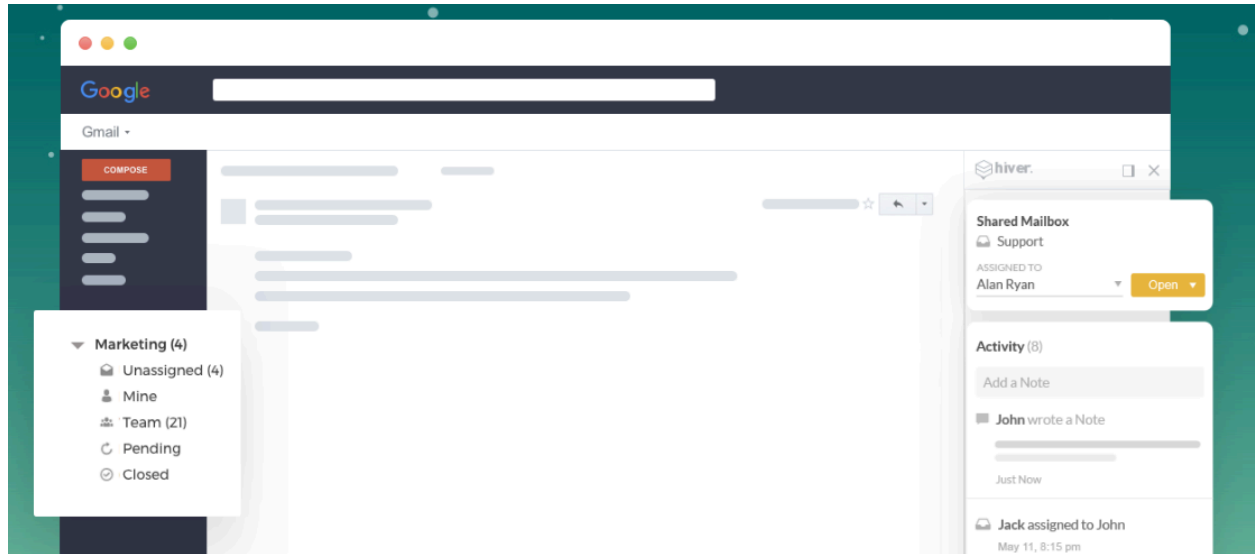 Google
Gmail
COMPOSE
Marketing (4)
Unassigned (4)
Mine
Team (21)
Pending
Closed
hiver.
Shared Mailbox
Support
ASSIGNED TO
Alan Ryan
Open
Activity (8)
Add a Note
John wrote a Note
Just Now
Jack assigned to John
May 11, 8:15 pm